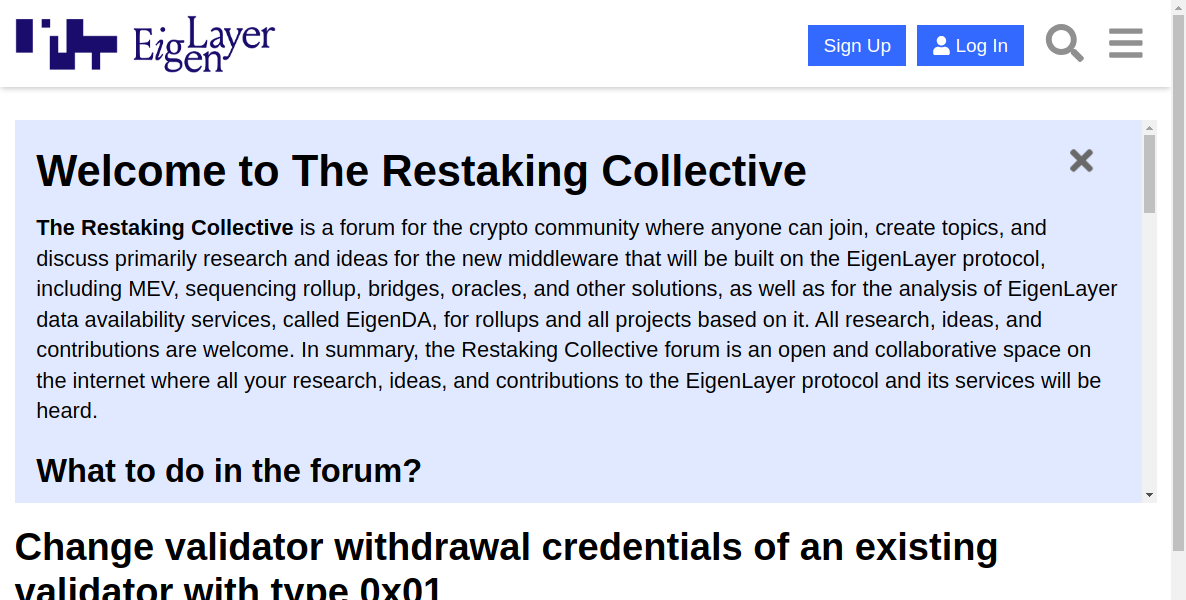 EigenLayer
Sign Up
Log In
Welcome to The Restaking Collective
The Restaking Collective is a forum for the crypto community where anyone can join, create topics, and
discuss primarily research and ideas for the new middleware that will be built on the EigenLayer protocol,
including MEV, sequencing rollup, bridges, oracles, and other solutions, as well as for the analysis of EigenLayer
data availability services, called EigenDA, for rollups and all projects based on it. All research, ideas, and
contributions are welcome. In summary, the Restaking Collective forum is an open and collaborative space on
the internet where all your research, ideas, and contributions to the EigenLayer protocol and its services will be
heard.
What to do in the forum?
Change validator withdrawal credentials of an existing
validator with type 0x01